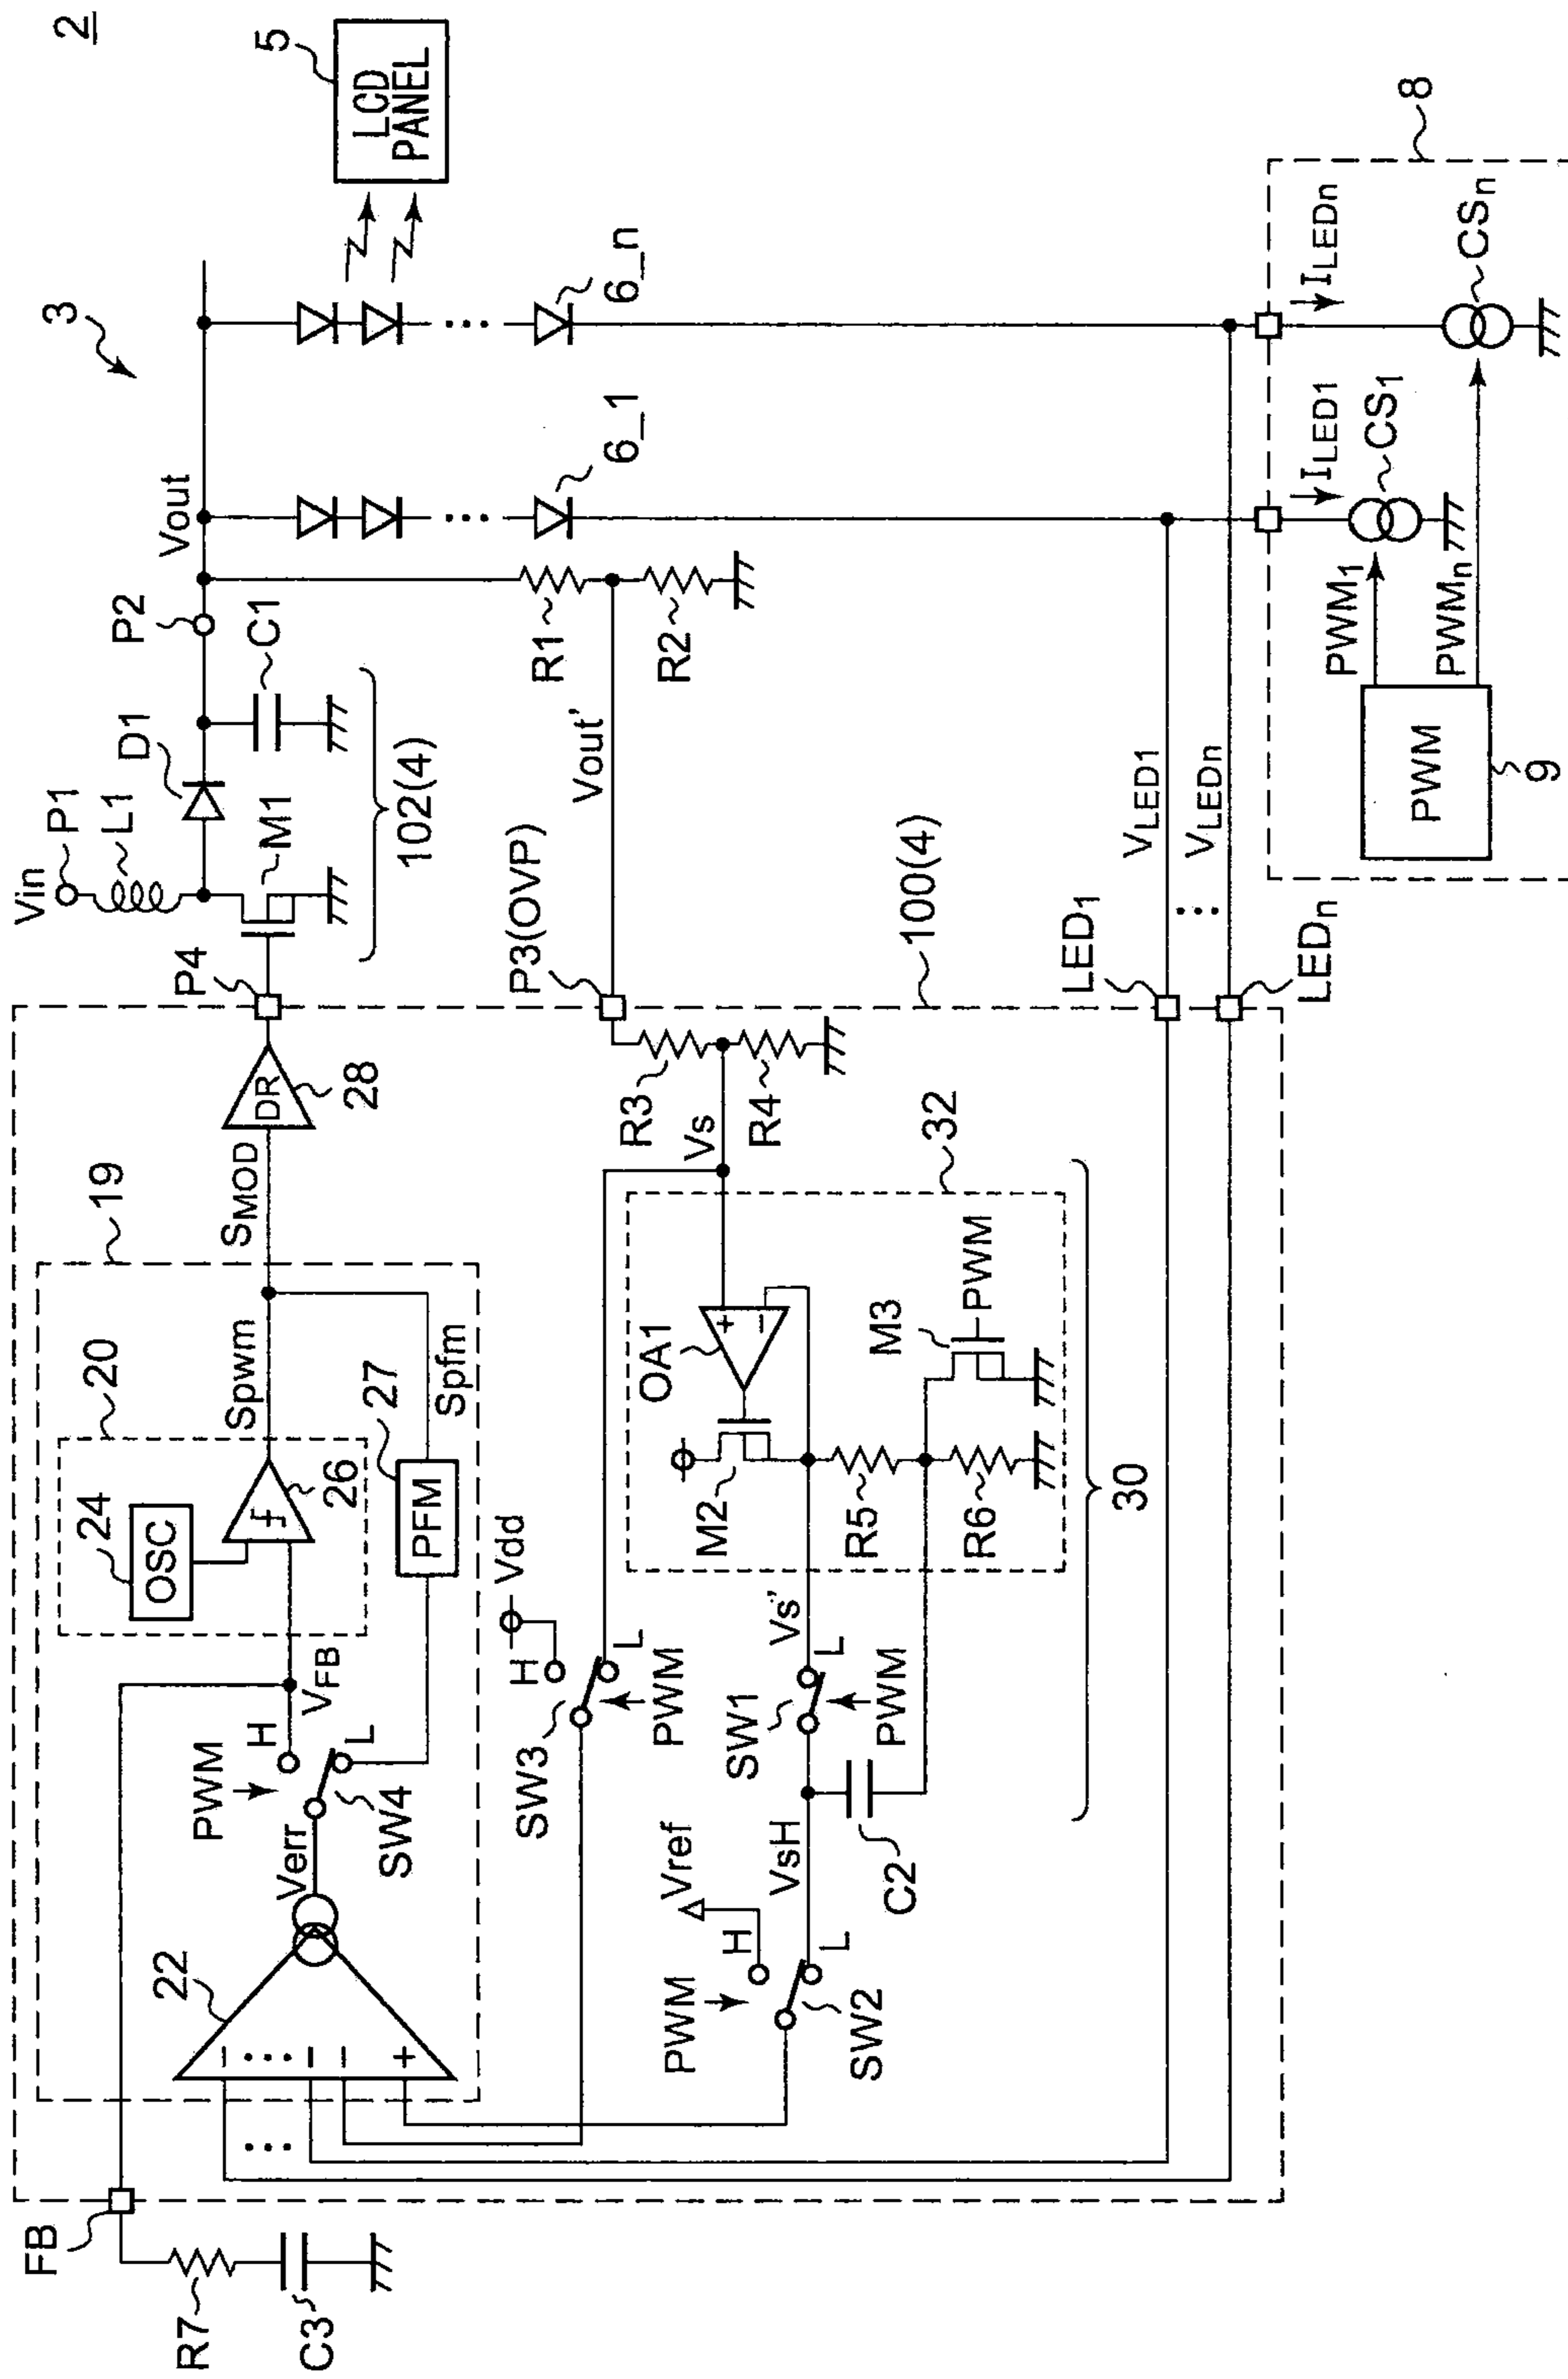 2
3
5
LCD
PANEL
Vin
P1
L1
D1
P2
Vout
M1
C1
102(4)
P4
6_1
6_n
R1
R2
Vout'
P3(OVP)
100(4)
19
20
24
OSC
26
Spwm
SMOD
DR
28
27
PFM
Spfm
22
−
...
−
−
+
Verr
PWM
H
L
SW4
VFB
FB
R7
C3
Vdd
H
L
SW3
PWM
R3
R4
Vs
32
OA1
+
−
M2
M3
PWM
R5
R6
30
Vs'
L
SW1
PWM
VsH
C2
Vref
H
L
PWM
SW2
...
LED1
LEDn
VLED1
VLEDn
...
8
ILED1
ILEDn
CS1
CSn
PWM1
PWMn
PWM
9
...
...